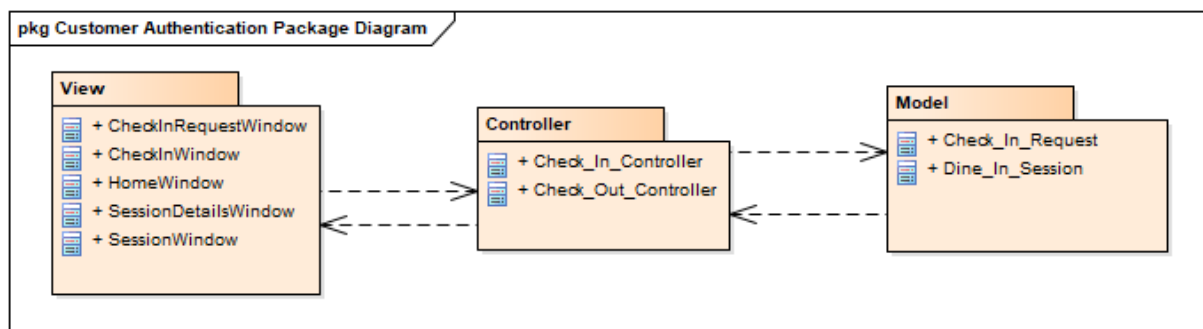 pkg Customer Authentication Package Diagram
View
+ CheckInRequestWindow
+ CheckInWindow
+ HomeWindow
+ SessionDetailsWindow
+ SessionWindow
Controller
+ Check_In_Controller
+ Check_Out_Controller
Model
+ Check_In_Request
+ Dine_In_Session